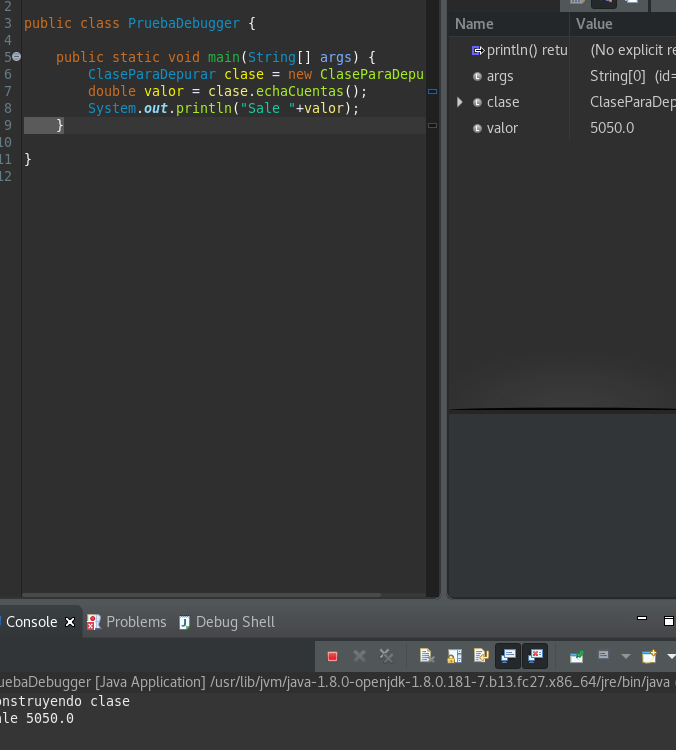 2
3 public class PruebaDebugger {
4
5 public static void main(String[] args) {
6 ClaseParaDepurar clase = new ClaseParaDepu
7 double valor = clase.echaCuentas();
8 System.out.println("Sale "+valor);
9 }
10
11 }
12
Name Value
println() retu (No explicit re
args String[0] (id=
clase ClaseParaDep
valor 5050.0
Console Problems Debug Shell
uebaDebugger [Java Application] /usr/lib/jvm/java-1.8.0-openjdk-1.8.0.181-7.b13.fc27.x86_64/jre/bin/java
onstruyendo clase
ale 5050.0